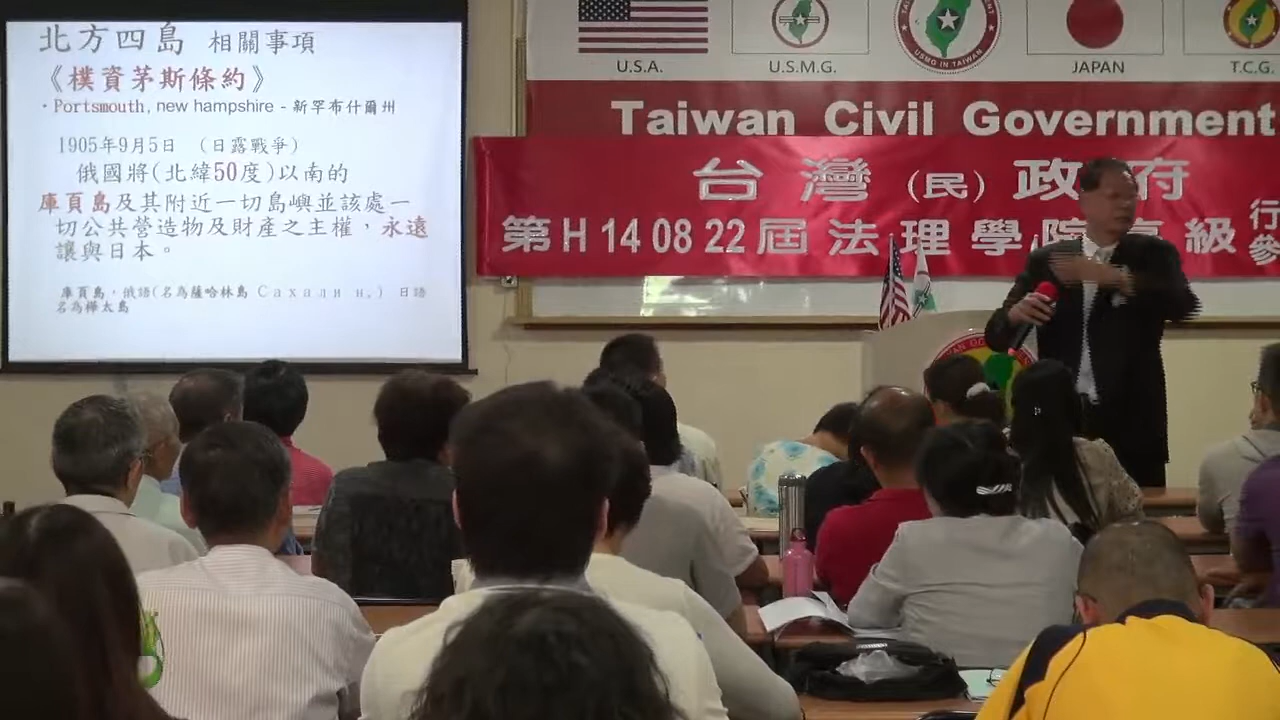 北方四島 相關事項
《樸資茅斯條約》
・Portsmouth, new hampshire - 新罕布什爾州
1905年9月5日 (日露戰爭)
俄國將(北緯50度)以南的
庫頁島及其附近一切島嶼並該處一
切公共營造物及財產之主權，永遠
讓與日本。
庫頁島，俄語(名為薩哈林島 Сахалин,) 日語
名為樺太島
U.S.A.
U.S.M.G.
USMG IN TAIWAN
JAPAN
T.C.G.
Taiwan Civil Government
台灣(民)政府
第H 14 08 22屆法理學院高級
行
參